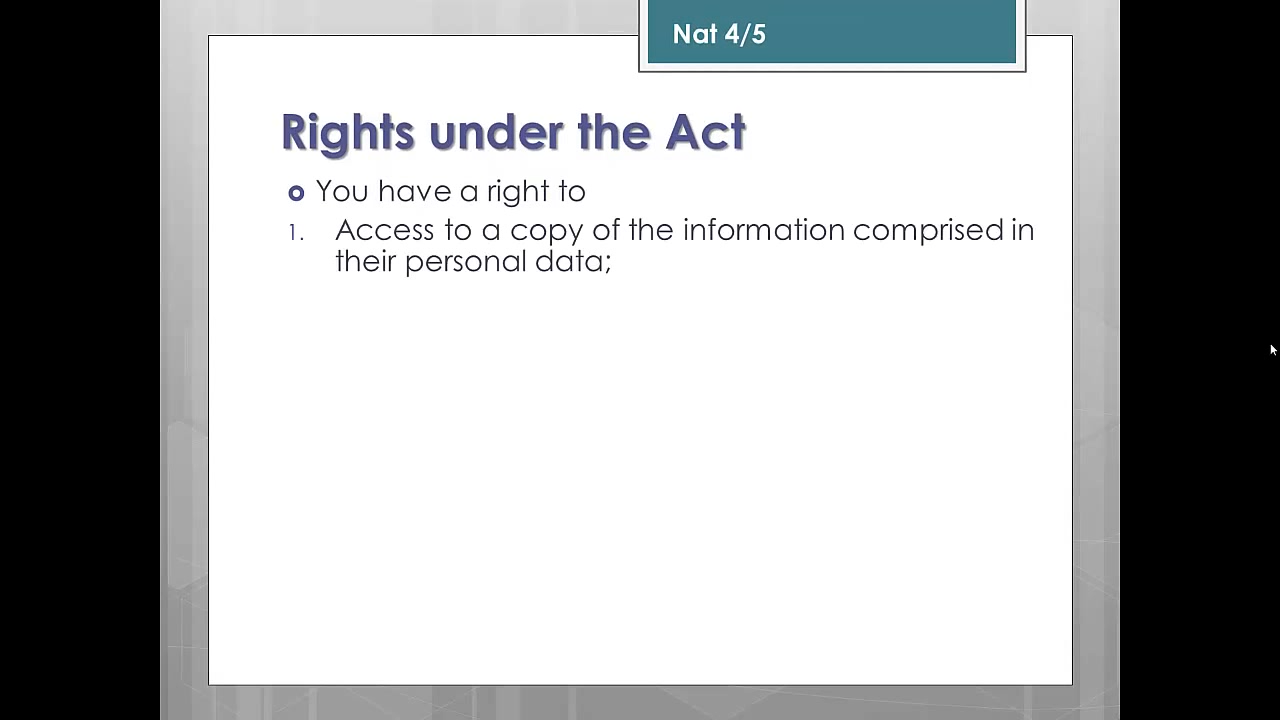 Nat 4/5
Rights under the Act
You have a right to
1. Access to a copy of the information comprised in
their personal data;